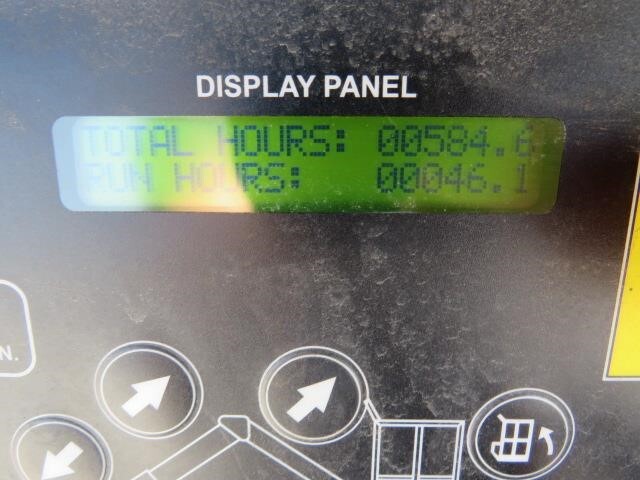 DISPLAY PANEL
TOTAL HOURS: 00584.6
RUN HOURS: 00046.1
N.